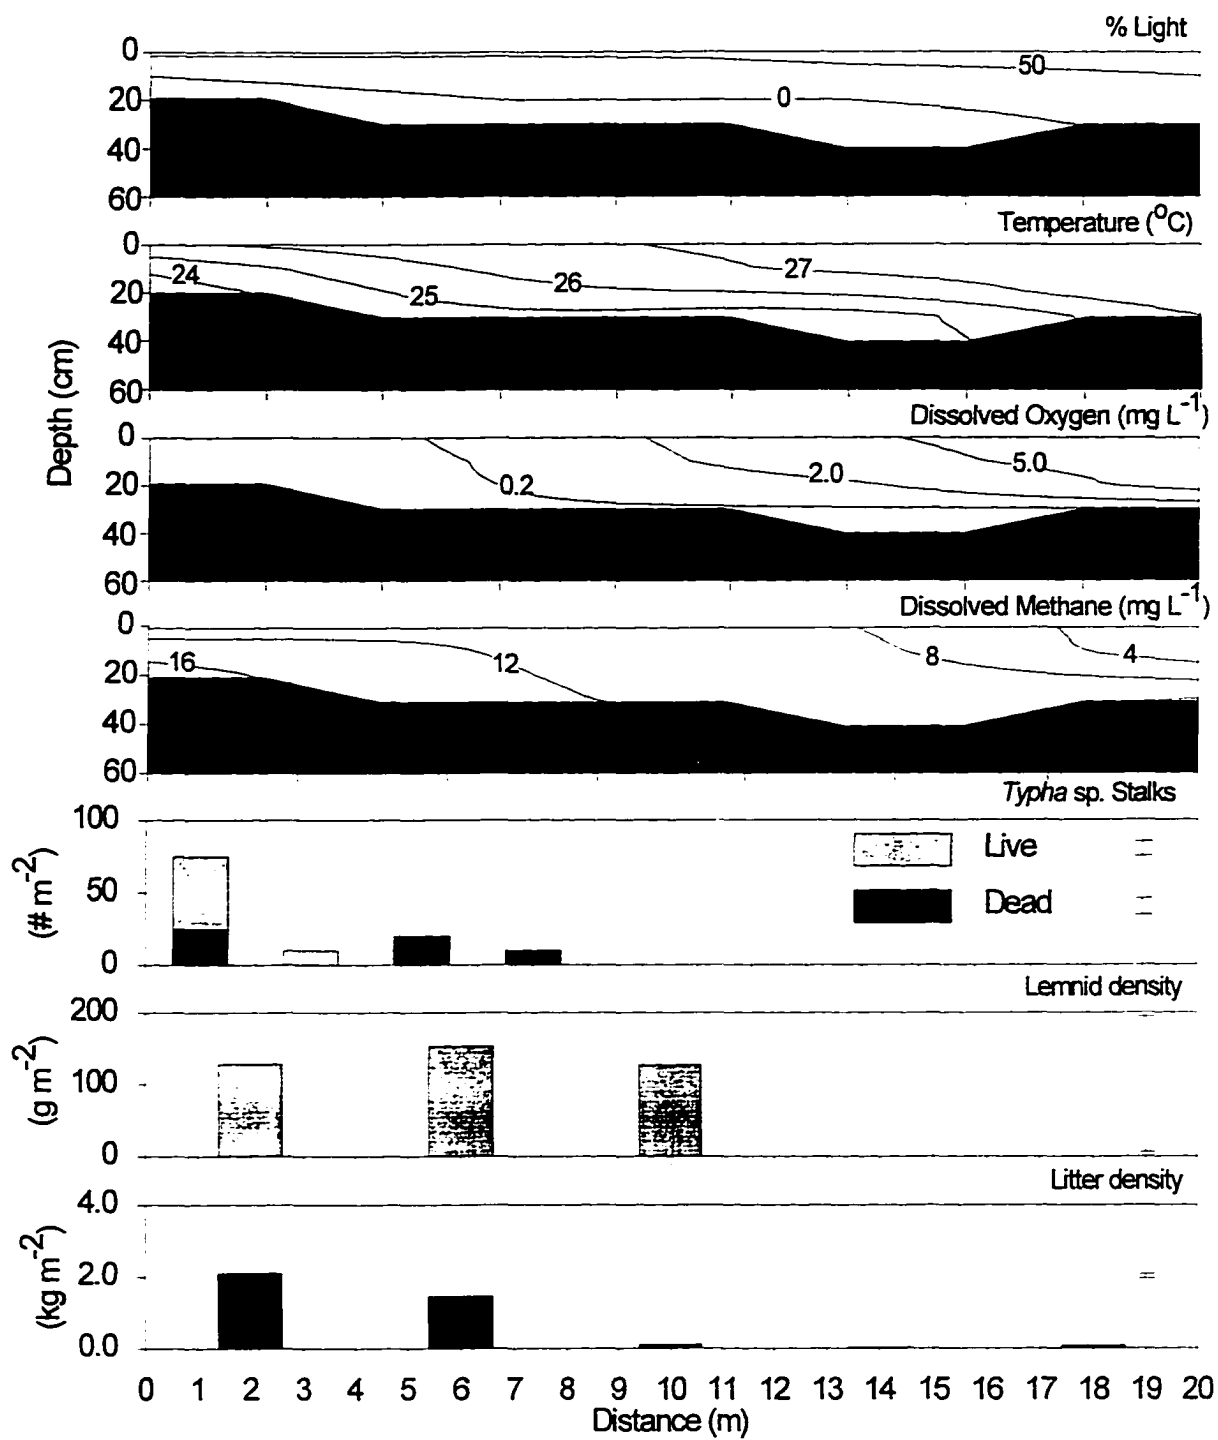 % Light
0
20
40
60
50
0
Temperature (°C)
0
20
40
60
24
25
26
27
Depth (cm)
Dissolved Oxygen (mg L⁻¹)
0
20
40
60
0.2
2.0
5.0
Dissolved Methane (mg L⁻¹)
0
20
40
60
16
12
8
4
Typha sp. Stalks
100
50
0
(# m⁻²)
Live
Dead
Lemnid density
200
100
0
(g m⁻²)
Litter density
4.0
2.0
0.0
(kg m⁻²)
0 1 2 3 4 5 6 7 8 9 10 11 12 13 14 15 16 17 18 19 20
Distance (m)